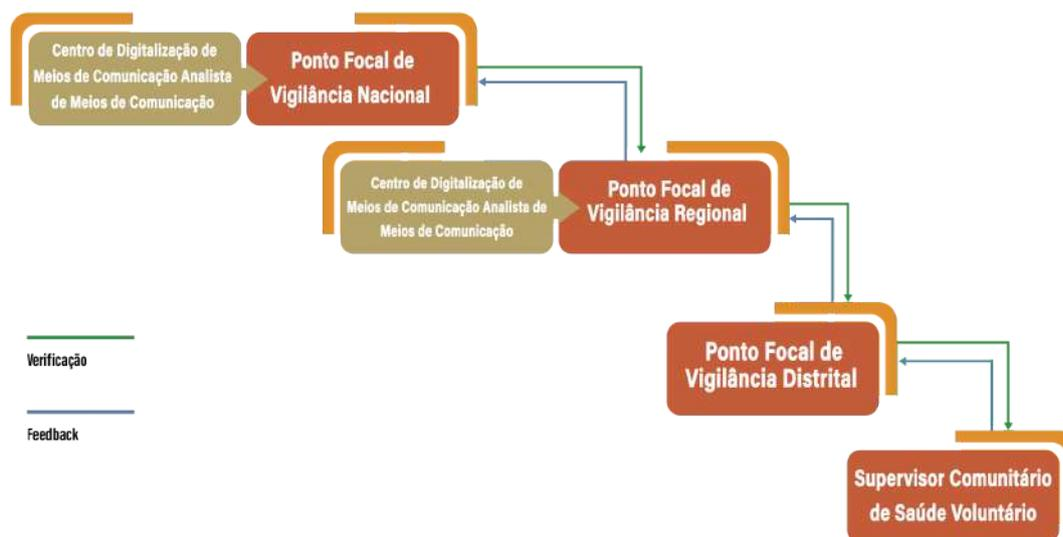 Centro de Digitalização de
Meios de Comunicação Analista
de Meios de Comunicação
Ponto Focal de
Vigilância Nacional
Centro de Digitalização de
Meios de Comunicação Analista de
Meios de Comunicação
Ponto Focal de
Vigilância Regional
Verificação
Feedback
Ponto Focal de
Vigilância Distrital
Supervisor Comunitário
de Saúde Voluntário